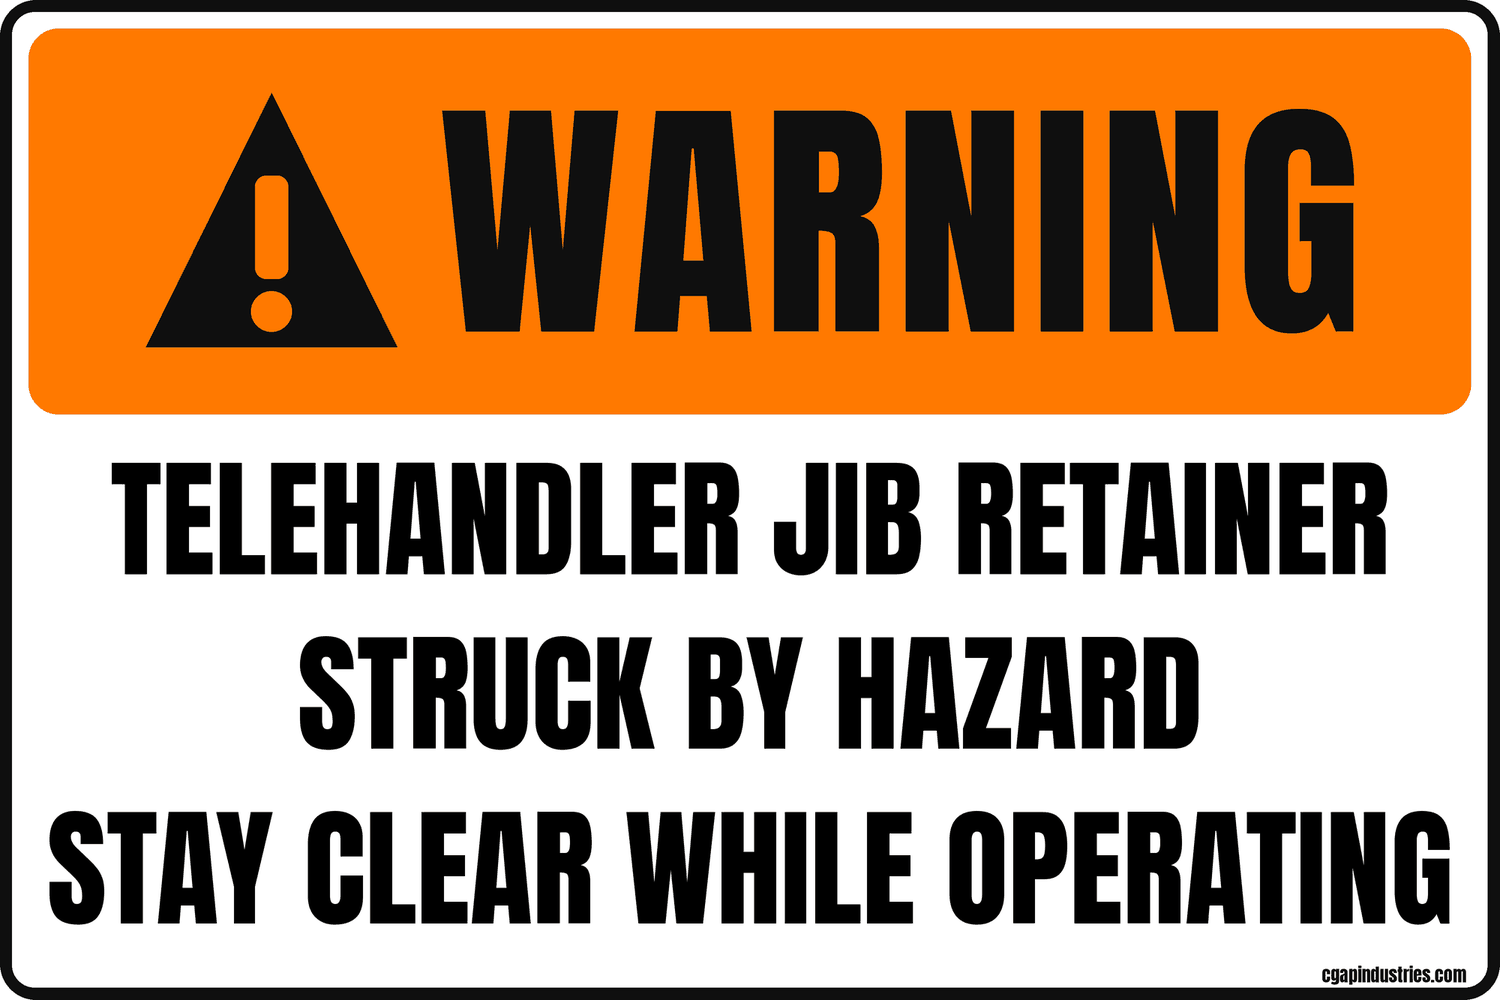 WARNING
TELEHANDLER JIB RETAINER
STRUCK BY HAZARD
STAY CLEAR WHILE OPERATING
cgapindustries.com